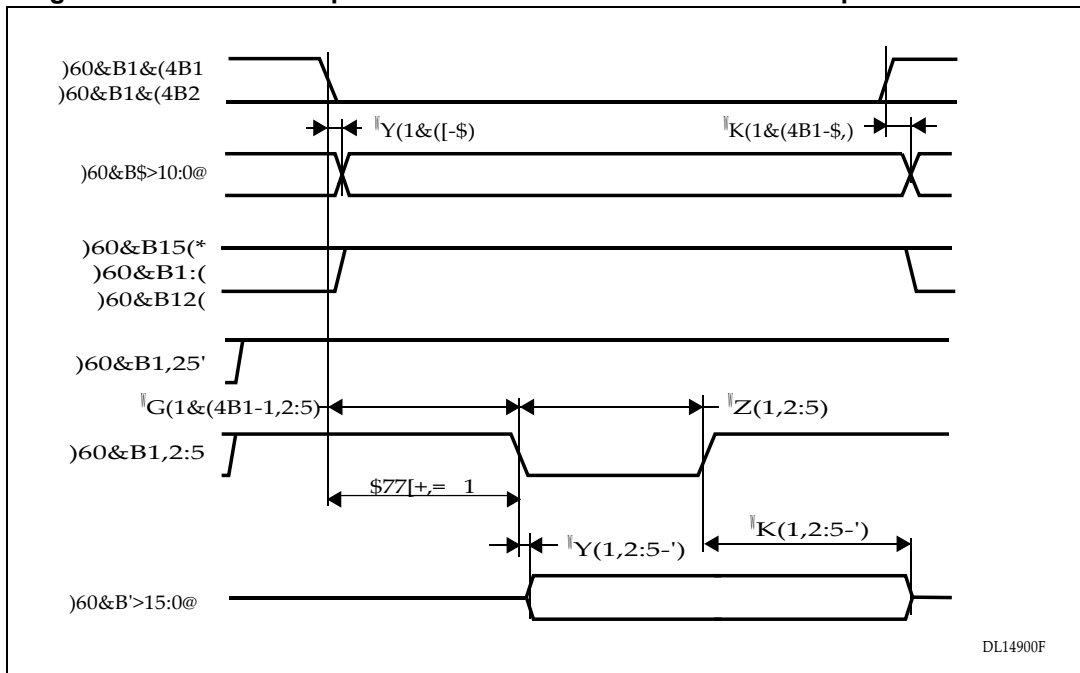 )60&B1&(4B1
)60&B1&(4B2
Y(1&([-$)
K(1&(4B1-$,)
)60&B$>10:0@
)60&B15(*
)60&B1:(
)60&B12(
)60&B1,25'
G(1&(4B1-1,2:5)
Z(1,2:5)
)60&B1,2:5
$77[+,= 1
Y(1,2:5-')
K(1,2:5-')
)60&B'>15:0@
DL14900F